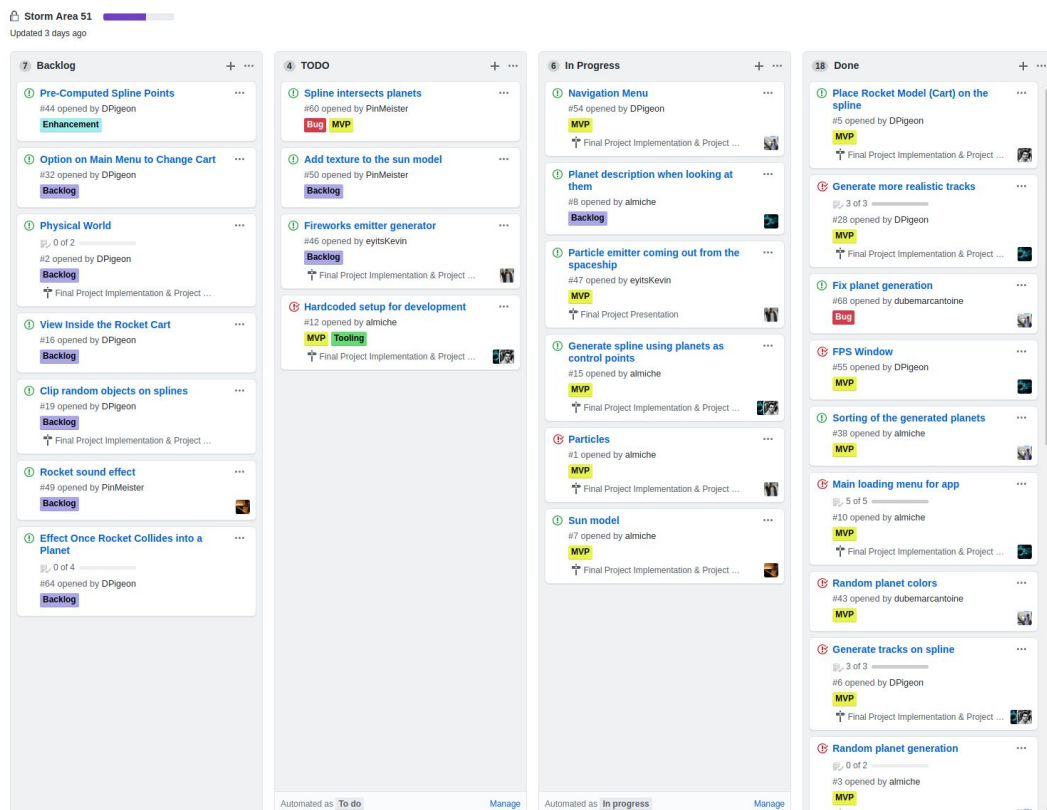 Storm Area 51
Updated 3 days ago
7 Backlog
Pre-Computed Spline Points
#44 opened by DPigeon
Enhancement
Option on Main Menu to Change Cart
#32 opened by DPigeon
Backlog
Physical World
0 of 2
#2 opened by DPigeon
Backlog
Final Project Implementation & Project ...
View Inside the Rocket Cart
#16 opened by DPigeon
Backlog
Clip random objects on splines
#19 opened by DPigeon
Backlog
Final Project Implementation & Project ...
Rocket sound effect
#49 opened by PinMeister
Backlog
Effect Once Rocket Collides into a
Planet
0 of 4
#64 opened by DPigeon
Backlog
4 TODO
Spline intersects planets
#60 opened by PinMeister
Bug MVP
Add texture to the sun model
#50 opened by PinMeister
Backlog
Fireworks emitter generator
#46 opened by eyitsKevin
Backlog
Final Project Implementation & Project ...
Hardcoded setup for development
#12 opened by almiche
MVP Tooling
Final Project Implementation & Project ...
Automated as To do Manage
6 In Progress
Navigation Menu
#54 opened by DPigeon
MVP
Final Project Implementation & Project ...
Planet description when looking at
them
#8 opened by almiche
Backlog
Particle emitter coming out from the
spaceship
#47 opened by eyitsKevin
MVP
Final Project Presentation
Generate spline using planets as
control points
#15 opened by almiche
MVP
Final Project Implementation & Project ...
Particles
#1 opened by almiche
MVP
Final Project Implementation & Project ...
Sun model
#7 opened by almiche
MVP
Final Project Implementation & Project ...
Automated as In progress Manage
18 Done
Place Rocket Model (Cart) on the
spline
#5 opened by DPigeon
MVP
Final Project Implementation & Project ...
Generate more realistic tracks
3 of 3
#28 opened by DPigeon
MVP
Final Project Implementation & Project ...
Fix planet generation
#68 opened by dubemarcantoine
Bug
FPS Window
#55 opened by DPigeon
MVP
Sorting of the generated planets
#38 opened by almiche
MVP
Main loading menu for app
5 of 5
#10 opened by almiche
MVP
Final Project Implementation & Project ...
Random planet colors
#43 opened by dubemarcantoine
MVP
Generate tracks on spline
3 of 3
#6 opened by DPigeon
MVP
Final Project Implementation & Project ...
Random planet generation
0 of 2
#3 opened by almiche
MVP